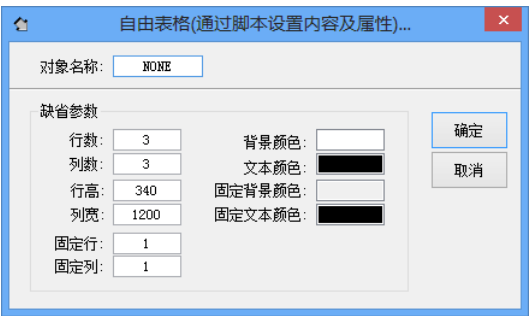 自由表格(通过脚本设置内容及属性)...
对象名称: NONE
缺省参数
行数: 3 背景颜色:
列数: 3 文本颜色:
行高: 340 固定背景颜色:
列宽: 1200 固定文本颜色:
固定行: 1
固定列: 1
确定
取消